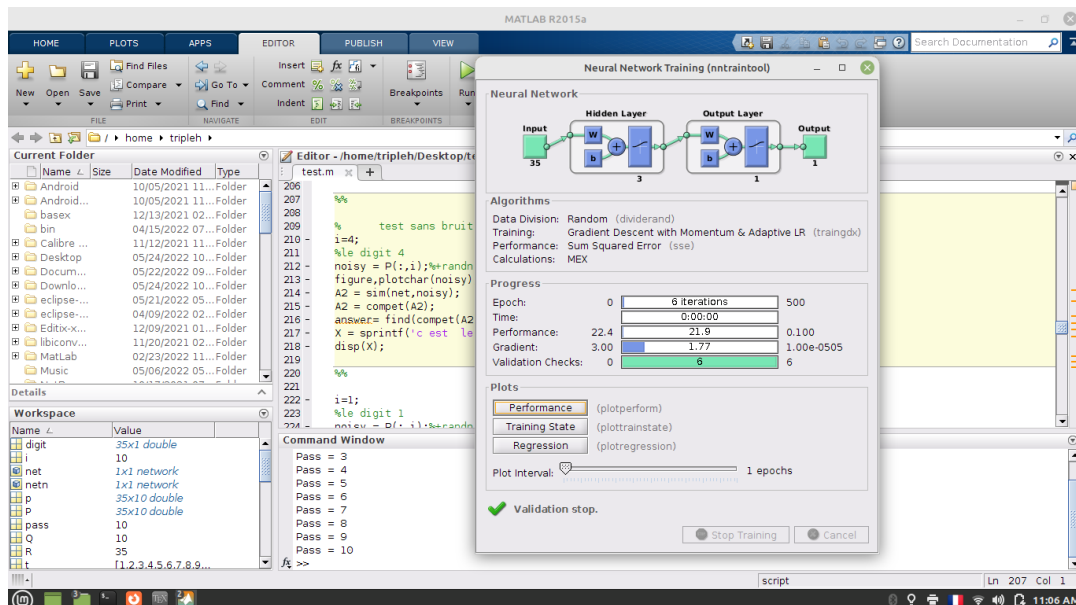 MATLAB R2015a
HOME PLOTS APPS EDITOR PUBLISH VIEW
Search Documentation
New Open Save
Find Files
Compare
Print
FILE
Go To
Find
NAVIGATE
Insert fx
Comment
Indent
EDIT
Breakpoints
BREAKPOINTS
Run
/ home tripleh
Current Folder
Name Size Date Modified Type
Android 10/05/2021 11... Folder
Android... 10/05/2021 11... Folder
basex 12/13/2021 02... Folder
bin 04/15/2022 07... Folder
Calibre ... 11/12/2021 11... Folder
Desktop 05/24/2022 10... Folder
Docum... 05/22/2022 09... Folder
Downlo... 05/24/2022 10... Folder
eclipse-... 05/21/2022 05... Folder
eclipse-... 04/09/2022 02... Folder
Editix-x... 12/09/2021 01... Folder
libiconv... 11/20/2021 02... Folder
MatLab 02/23/2022 11... Folder
Music 05/06/2022 05... Folder
Details
Workspace
Name Value
digit 35x1 double
i 10
net 1x1 network
netn 1x1 network
p 35x10 double
P 35x10 double
pass 10
Q 10
R 35
t [1,2,3,4,5,6,7,8,9...
Editor - /home/tripleh/Desktop/te
test.m
206
207 %%
208
209 % test sans bruit
210 - i=4;
211 %le digit 4
212 - noisy = P(:,i);%+randn
213 - figure,plotchar(noisy)
214 - A2 = sim(net,noisy);
215 - A2 = compet(A2);
216 - answer= find(compet(A2
217 - X = sprintf('c est le
218 - disp(X);
219
220 %%
221
222 - i=1;
223 %le digit 1
224 - noisy = P(:,i);%+randn
Command Window
Pass = 3
Pass = 4
Pass = 5
Pass = 6
Pass = 7
Pass = 8
Pass = 9
Pass = 10
fx >>
Neural Network Training (nntraintool)
Neural Network
Hidden Layer Output Layer
Input Output
W b W b
35 3 1 1
Algorithms
Data Division: Random (dividerand)
Training: Gradient Descent with Momentum & Adaptive LR (traingdx)
Performance: Sum Squared Error (sse)
Calculations: MEX
Progress
Epoch: 0 6 iterations 500
Time: 0:00:00
Performance: 22.4 21.9 0.100
Gradient: 3.00 1.77 1.00e-0505
Validation Checks: 0 6 6
Plots
Performance (plotperform)
Training State (plottrainstate)
Regression (plotregression)
Plot Interval: 1 epochs
Validation stop.
Stop Training Cancel
script Ln 207 Col 1
11:06 AM